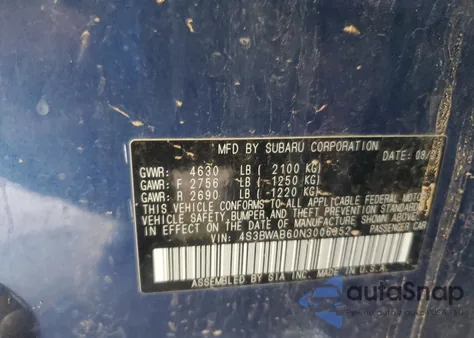 MFD BY SUBARU CORPORATION
DATE: 08/
GVWR: 4630 LB ( 2100 KG)
GAWR: F 2756 LB ( 1250 KG)
GAWR: R 2690 LB ( 1220 KG)
THIS VEHICLE CONFORMS TO ALL APPLICABLE FEDERAL MOTOR
VEHICLE SAFETY, BUMPER, AND THEFT PREVENTION STANDARDS
IN EFFECT ON THE DATE OF MANUFACTURE SHOWN ABOVE.
VIN: 4S3BWAB60N3006052 PASSENGER CAR
ASSEMBLED BY SIA, INC. MADE IN U.S.A.
autoSnap